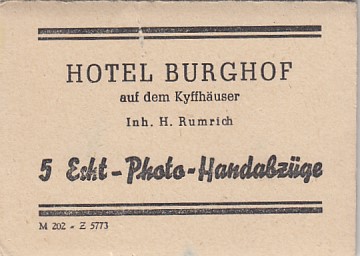 HOTEL BURGHOF
auf dem Kyffhäuser
Inh. H. Rumrich
5 Echt-Photo-Handabzüge
M 202 - Z 5773